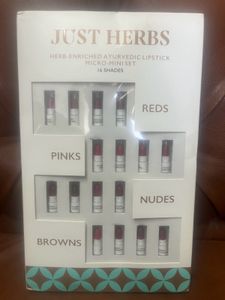 JUST HERBS
HERB-ENRICHED AYURVEDIC LIPSTICK
MICRO-MINI SET
16 SHADES
REDS
PINKS
NUDES
BROWNS